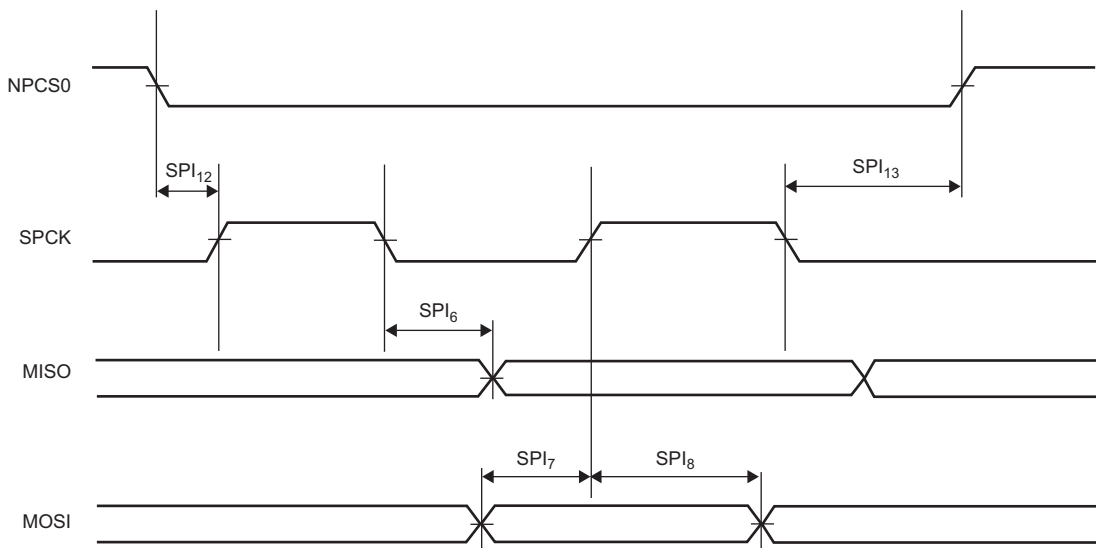 NPCS0
SPI₁₂
SPI₁₃
SPCK
SPI₆
MISO
SPI₇
SPI₈
MOSI